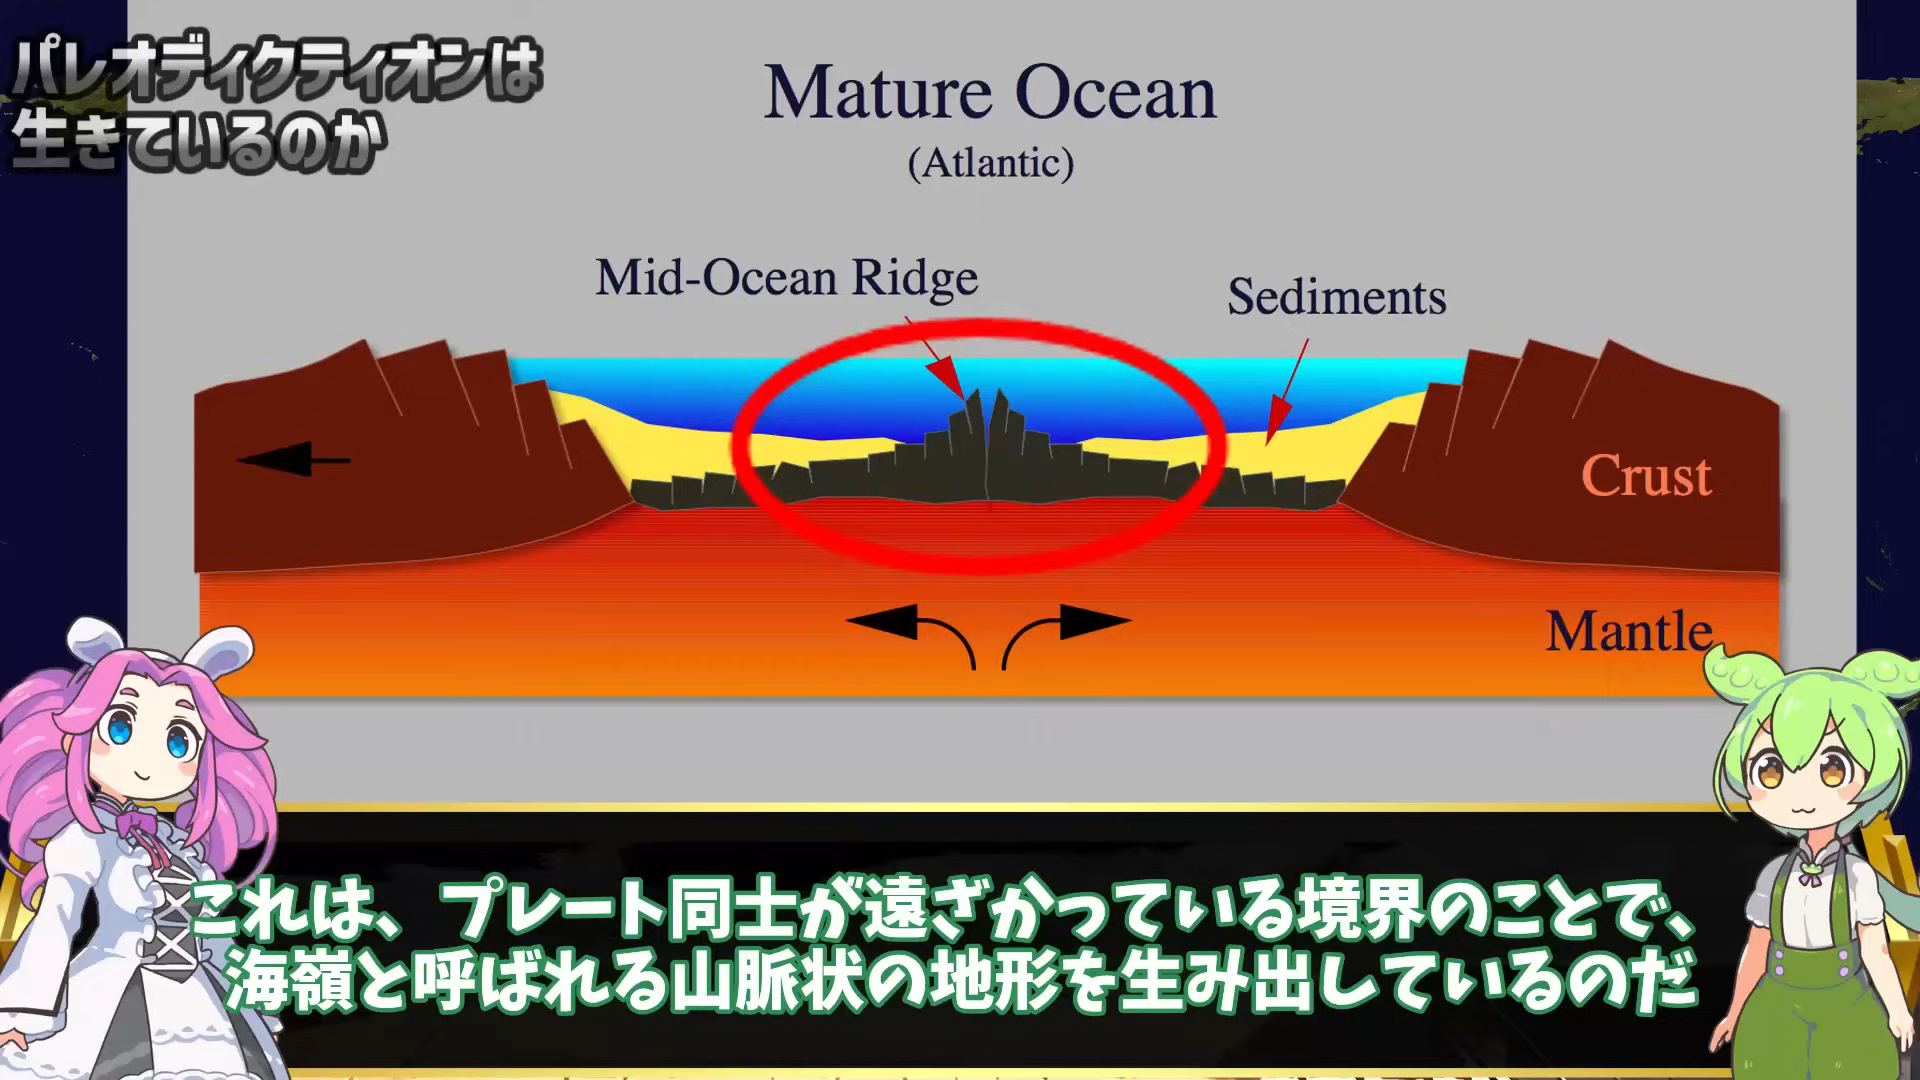 パレオディクティオンは
生きているのか
Mature Ocean
(Atlantic)
Mid-Ocean Ridge
Sediments
Crust
Mantle
これは、プレート同士が遠ざかっている境界のことで、
海嶺と呼ばれる山脈状の地形を生み出しているのだ